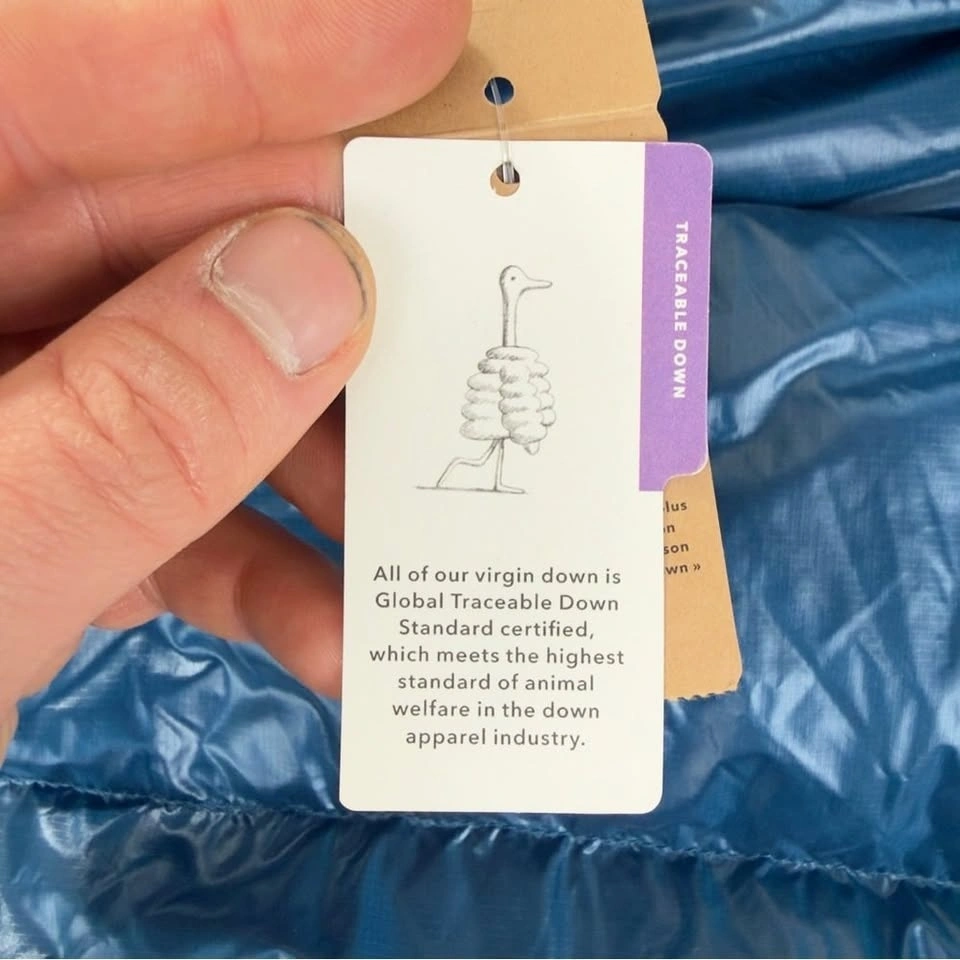 TRACEABLE DOWN
All of our virgin down is
Global Traceable Down
Standard certified,
which meets the highest
standard of animal
welfare in the down
apparel industry.